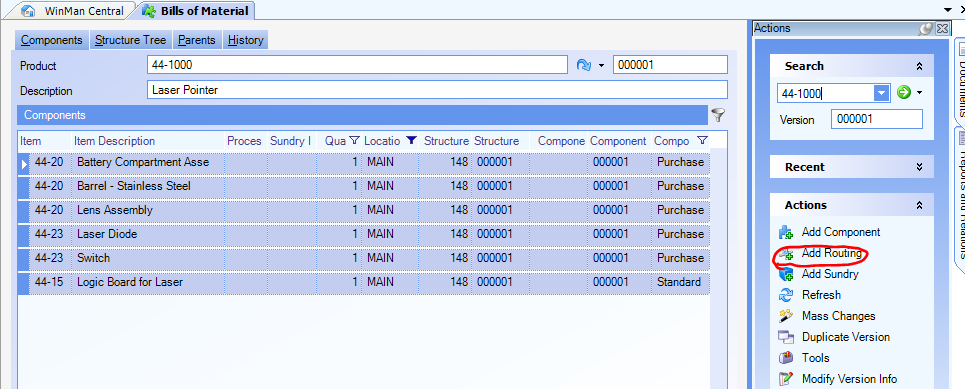 WinMan Central Bills of Material
Components Structure Tree Parents History
Product 44-1000 000001
Description Laser Pointer
Components
Item Item Description Proces Sundry I Qua Locatio Structure Structure Compone Component Compo
44-20 Battery Compartment Asse 1 MAIN 148 000001 000001 Purchase
44-20 Barrel - Stainless Steel 1 MAIN 148 000001 000001 Purchase
44-20 Lens Assembly 1 MAIN 148 000001 000001 Purchase
44-23 Laser Diode 1 MAIN 148 000001 000001 Purchase
44-23 Switch 1 MAIN 148 000001 000001 Purchase
44-15 Logic Board for Laser 1 MAIN 148 000001 000001 Standard
Actions
Search
44-1000
Version 000001
Recent
Actions
Add Component
Add Routing
Add Sundry
Refresh
Mass Changes
Duplicate Version
Tools
Modify Version Info
Documents
Reports and Relations